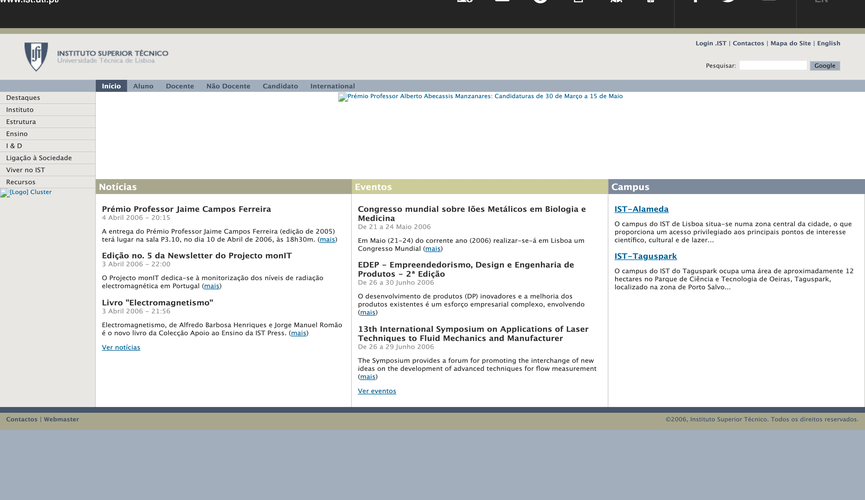 www.ist.utl.pt
EN
INSTITUTO SUPERIOR TÉCNICO
Universidade Técnica de Lisboa
Login .IST | Contactos | Mapa do Site | English
Pesquisar:
Google
Início Aluno Docente Não Docente Candidato International
Destaques
Instituto
Estrutura
Ensino
I & D
Ligação à Sociedade
Viver no IST
Recursos
[Logo] Cluster
Prémio Professor Alberto Abecassis Manzanares: Candidaturas de 30 de Março a 15 de Maio
Notícias
Prémio Professor Jaime Campos Ferreira
4 Abril 2006 - 20:15
A entrega do Prémio Professor Jaime Campos Ferreira (edição de 2005)
terá lugar na sala P3.10, no dia 10 de Abril de 2006, às 18h30m. (mais)
Edição no. 5 da Newsletter do Projecto monIT
3 Abril 2006 - 22:00
O Projecto monIT dedica-se à monitorização dos níveis de radiação
electromagnética em Portugal (mais)
Livro "Electromagnetismo"
3 Abril 2006 - 21:56
Electromagnetismo, de Alfredo Barbosa Henriques e Jorge Manuel Romão
é o novo livro da Colecção Apoio ao Ensino da IST Press. (mais)
Ver notícias
Eventos
Congresso mundial sobre Iões Metálicos em Biologia e
Medicina
De 21 a 24 Maio 2006
Em Maio (21-24) do corrente ano (2006) realizar-se-á em Lisboa um
Congresso Mundial (mais)
EDEP - Empreendedorismo, Design e Engenharia de
Produtos - 2ª Edição
De 26 a 30 Junho 2006
O desenvolvimento de produtos (DP) inovadores e a melhoria dos
produtos existentes é um esforço empresarial complexo, envolvendo
(mais)
13th International Symposium on Applications of Laser
Techniques to Fluid Mechanics and Manufacturer
De 26 a 29 Junho 2006
The Symposium provides a forum for promoting the interchange of new
ideas on the development of advanced techniques for flow measurement
(mais)
Ver eventos
Campus
IST-Alameda
O campus do IST de Lisboa situa-se numa zona central da cidade, o que
proporciona um acesso privilegiado aos principais pontos de interesse
científico, cultural e de lazer...
IST-Taguspark
O campus do IST do Taguspark ocupa uma área de aproximadamente 12
hectares no Parque de Ciência e Tecnologia de Oeiras, Taguspark,
localizado na zona de Porto Salvo...
Contactos | Webmaster
©2006, Instituto Superior Técnico. Todos os direitos reservados.